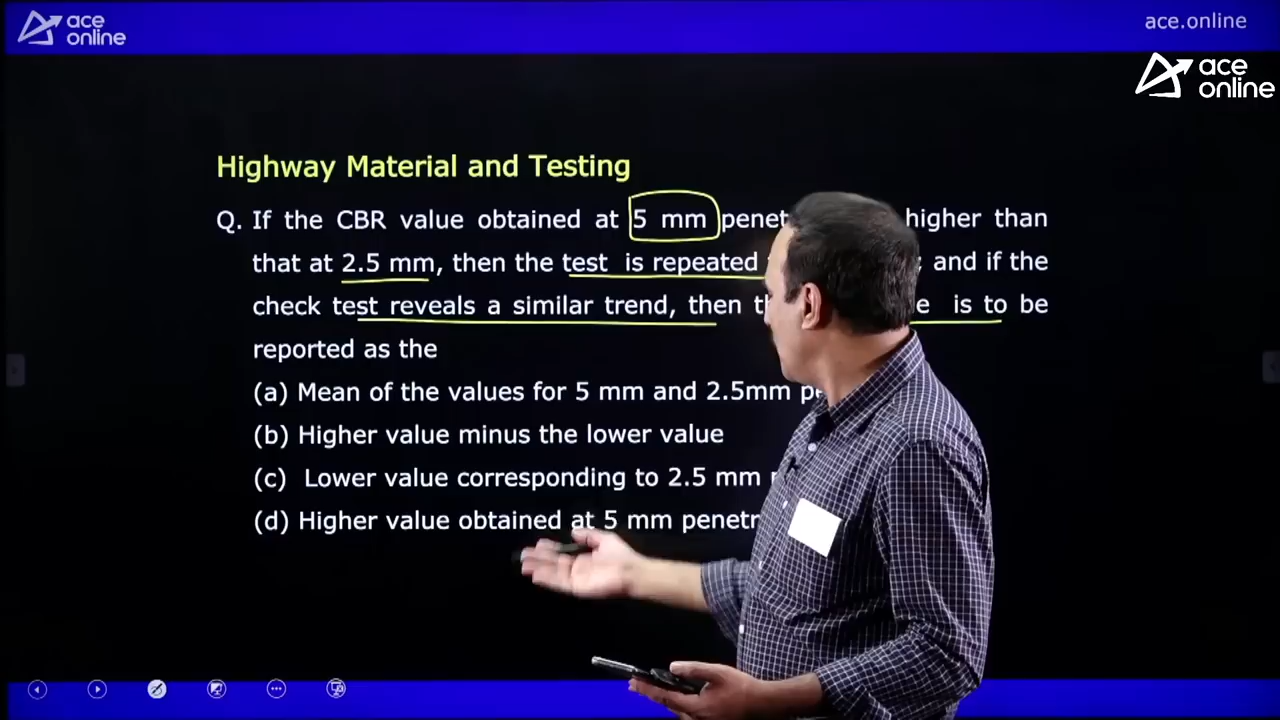 ace
online
ace.online
ace
online
Highway Material and Testing
Q. If the CBR value obtained at 5 mm higher than
that at 2.5 mm, then the test is repeated and if the
check test reveals a similar trend, then is to be
reported as the
(a) Mean of the values for 5 mm and 2.5mm
(b) Higher value minus the lower value
(c) Lower value corresponding to 2.5 mm
(d) Higher value obtained at 5 mm